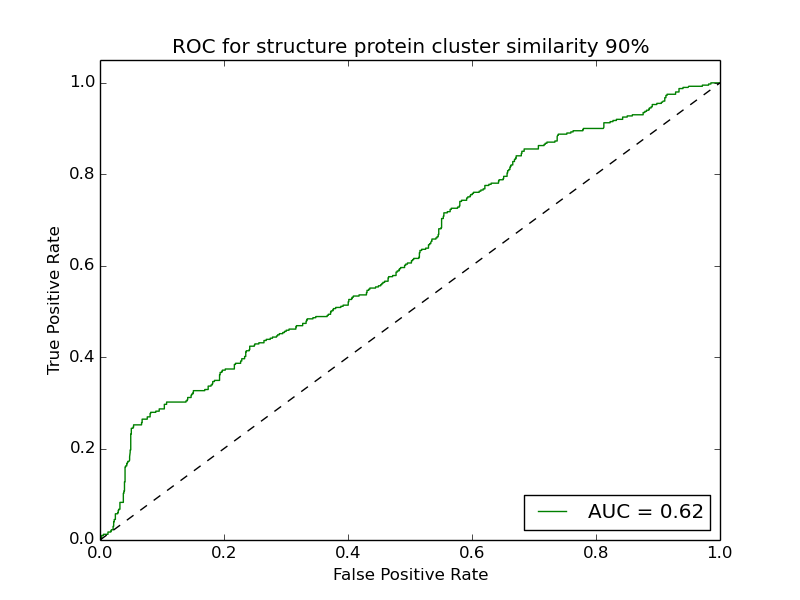 ROC for structure protein cluster similarity 90%
1.0
0.8
0.6
0.4
0.2
0.0
True Positive Rate
0.0 0.2 0.4 0.6 0.8 1.0
False Positive Rate
AUC = 0.62